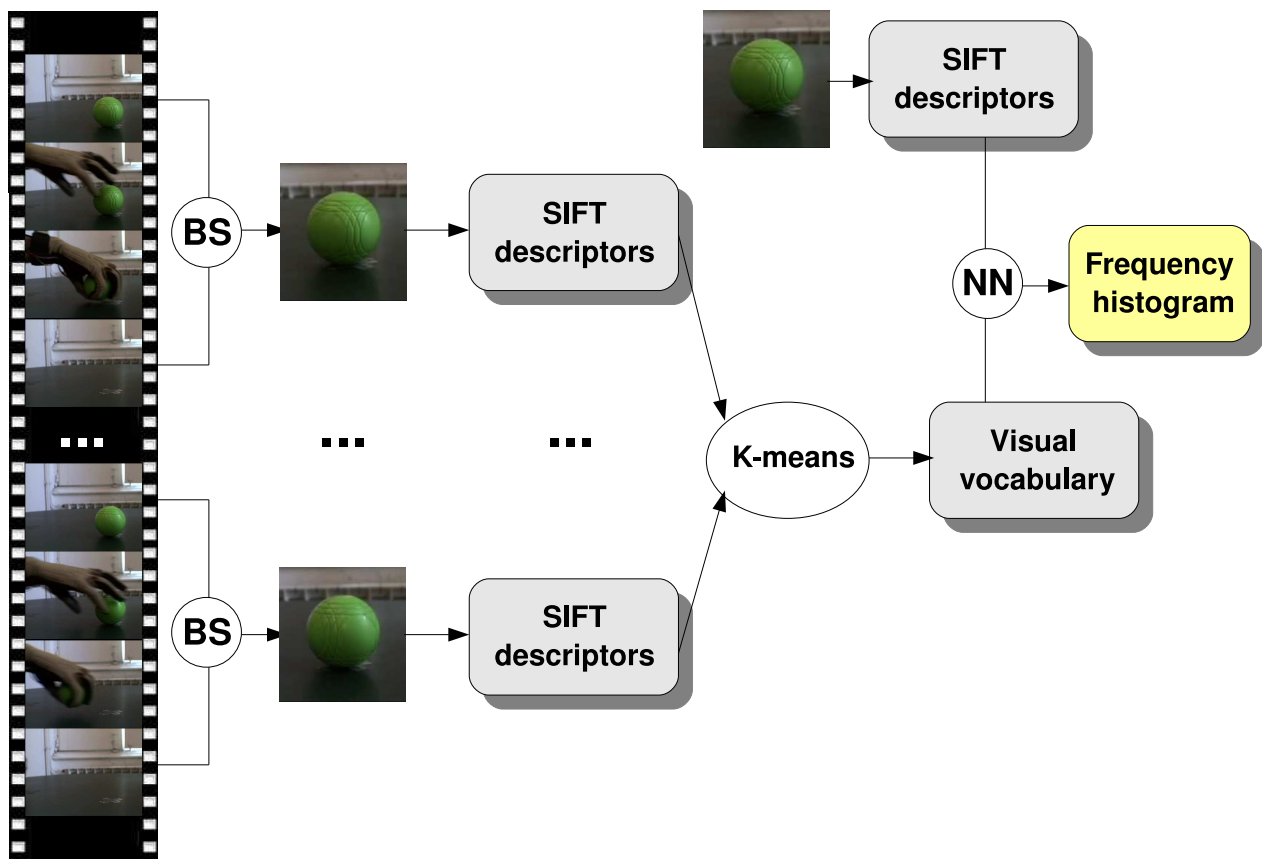 SIFT
descriptors
BS
SIFT
descriptors
NN
Frequency
histogram
...
...
...
K-means
Visual
vocabulary
BS
SIFT
descriptors